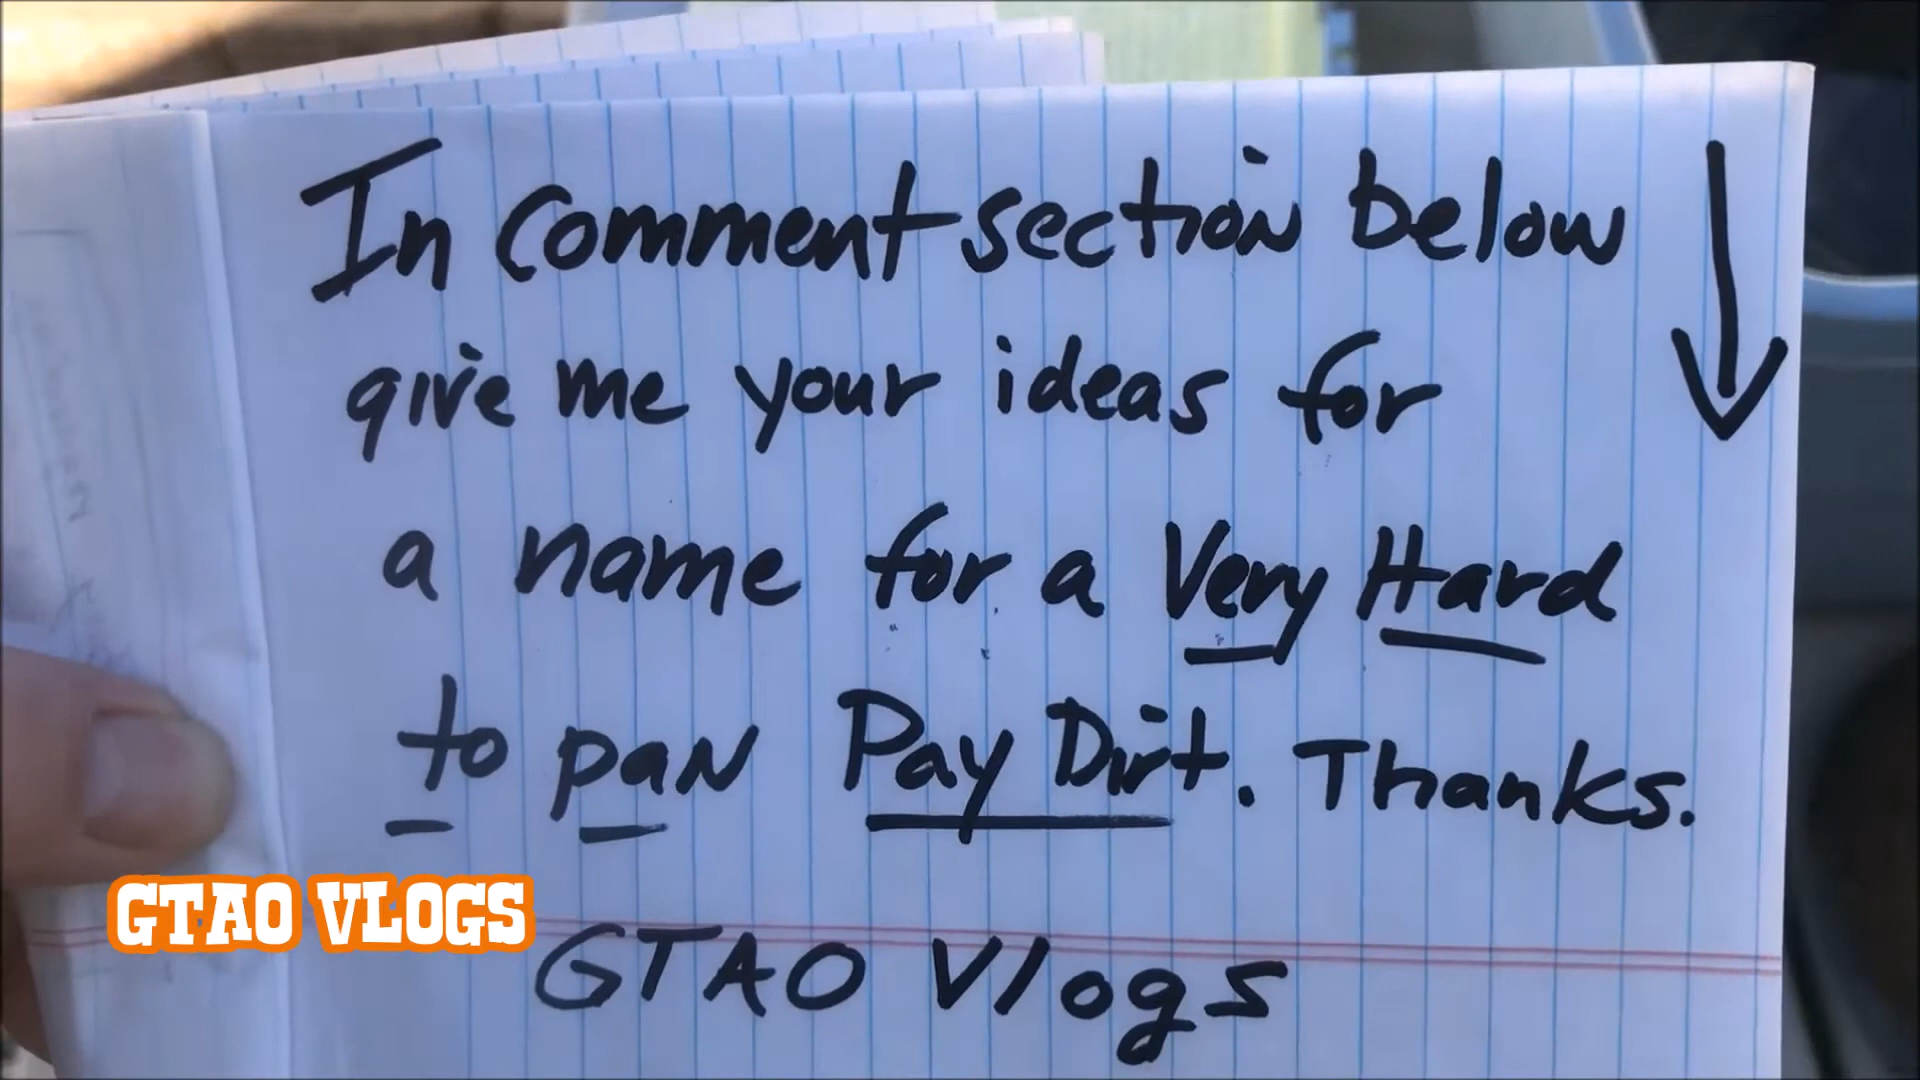 In comment section below
give me your ideas for
a name for a Very Hard
to pan Pay Dirt. Thanks.
GTAO VLOGS
GTAO Vlogs